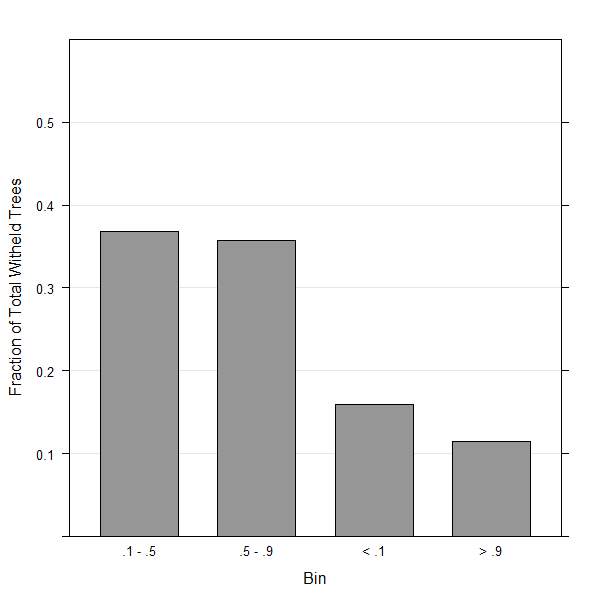 Fraction of Total Witheld Trees
0.5
0.4
0.3
0.2
0.1
.1 - .5 .5 - .9 < .1 > .9
Bin